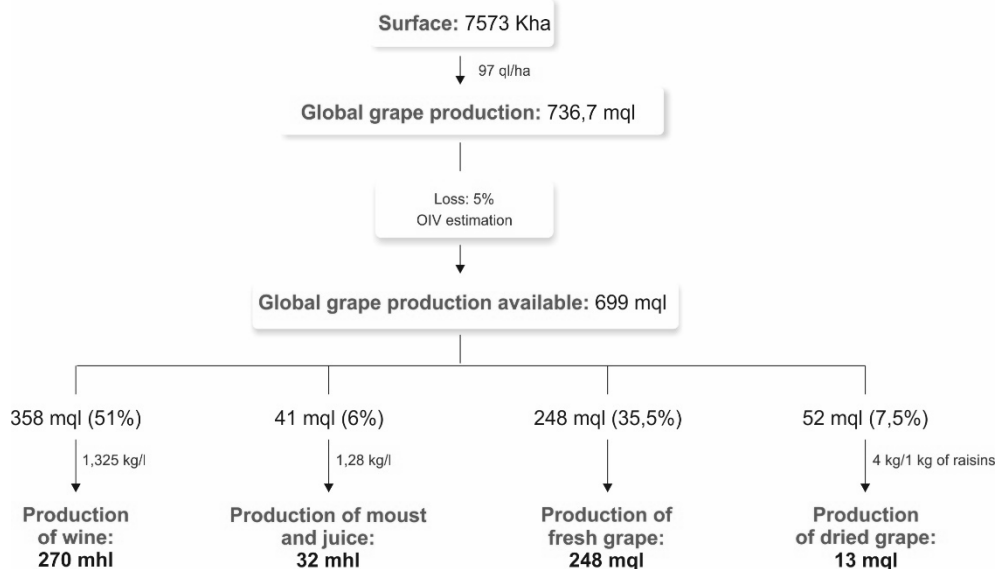 Surface: 7573 Kha
97 ql/ha
Global grape production: 736,7 mql
Loss: 5%
OIV estimation
Global grape production available: 699 mql
358 mql (51%)
41 mql (6%)
248 mql (35,5%)
52 mql (7,5%)
1,325 kg/l
1,28 kg/l
4 kg/1 kg of raisins
Production
of wine:
270 mhl
Production of moust
and juice:
32 mhl
Production of
fresh grape:
248 mql
Production
of dried grape:
13 mql